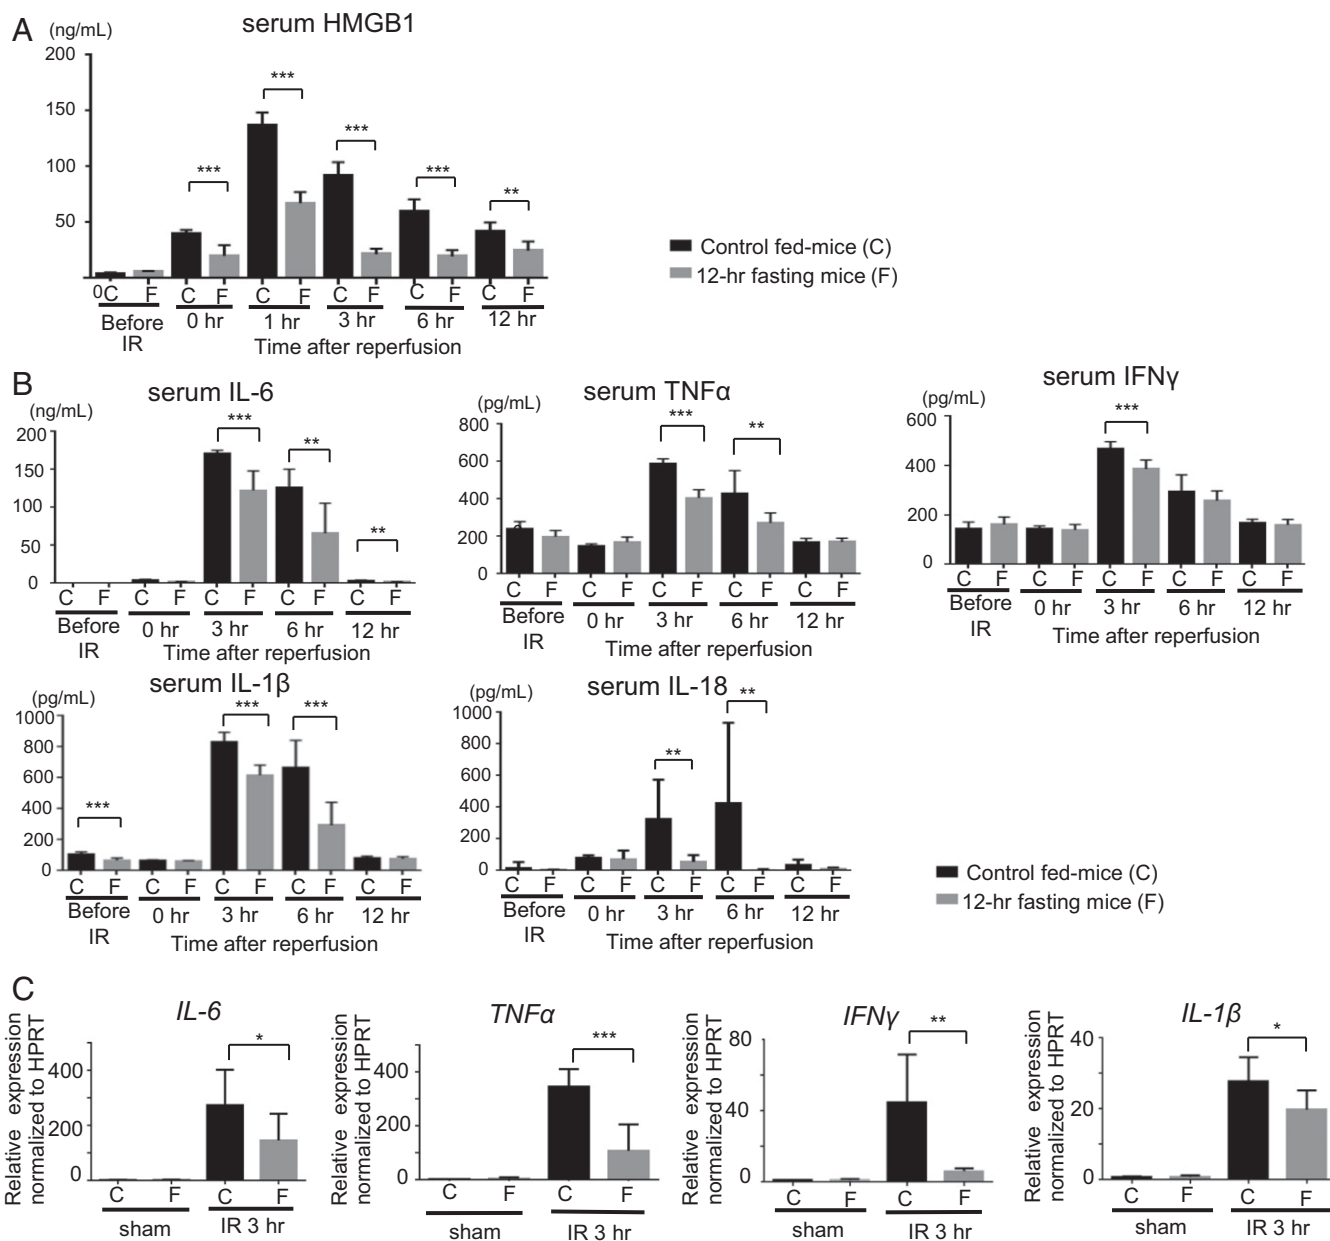 A (ng/mL) serum HMGB1
200
150
100
50
0
*** *** *** *** **
C F C F C F C F C F C F
Before IR 0 hr 1 hr 3 hr 6 hr 12 hr
Time after reperfusion
Control fed-mice (C)
12-hr fasting mice (F)
B
serum IL-6
(ng/mL)
200
150
100
50
0
*** ** **
C F C F C F C F C F
Before IR 0 hr 3 hr 6 hr 12 hr
Time after reperfusion
serum TNFα
(pg/mL)
800
600
400
200
0
*** **
C F C F C F C F C F
Before IR 0 hr 3 hr 6 hr 12 hr
Time after reperfusion
serum IFNγ
(pg/mL)
600
400
200
0
***
C F C F C F C F C F
Before IR 0 hr 3 hr 6 hr 12 hr
Time after reperfusion
serum IL-1β
(pg/mL)
1000
800
600
400
200
0
*** *** ***
C F C F C F C F C F
Before IR 0 hr 3 hr 6 hr 12 hr
Time after reperfusion
serum IL-18
(pg/mL)
1000
800
600
400
200
0
** **
C F C F C F C F C F
Before IR 0 hr 3 hr 6 hr 12 hr
Time after reperfusion
Control fed-mice (C)
12-hr fasting mice (F)
C
IL-6
Relative expression
normalized to HPRT
400
200
0
*
C F C F
sham IR 3 hr
TNFα
Relative expression
normalized to HPRT
400
200
0
***
C F C F
sham IR 3 hr
IFNγ
Relative expression
normalized to HPRT
80
40
0
**
C F C F
sham IR 3 hr
IL-1β
Relative expression
normalized to HPRT
40
20
0
*
C F C F
sham IR 3 hr